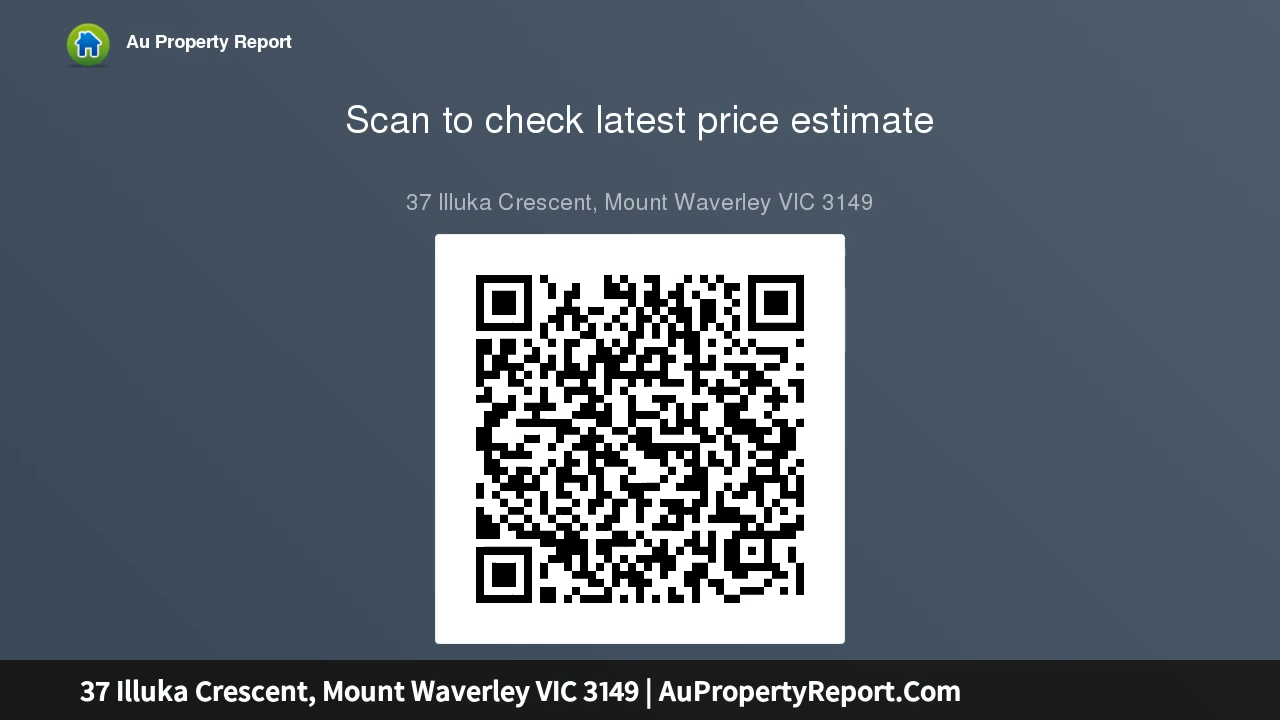 Au Property Report
Scan to check latest price estimate
37 Illuka Crescent, Mount Waverley VIC 3149
37 Illuka Crescent, Mount Waverley VIC 3149 | AuPropertyReport.Com